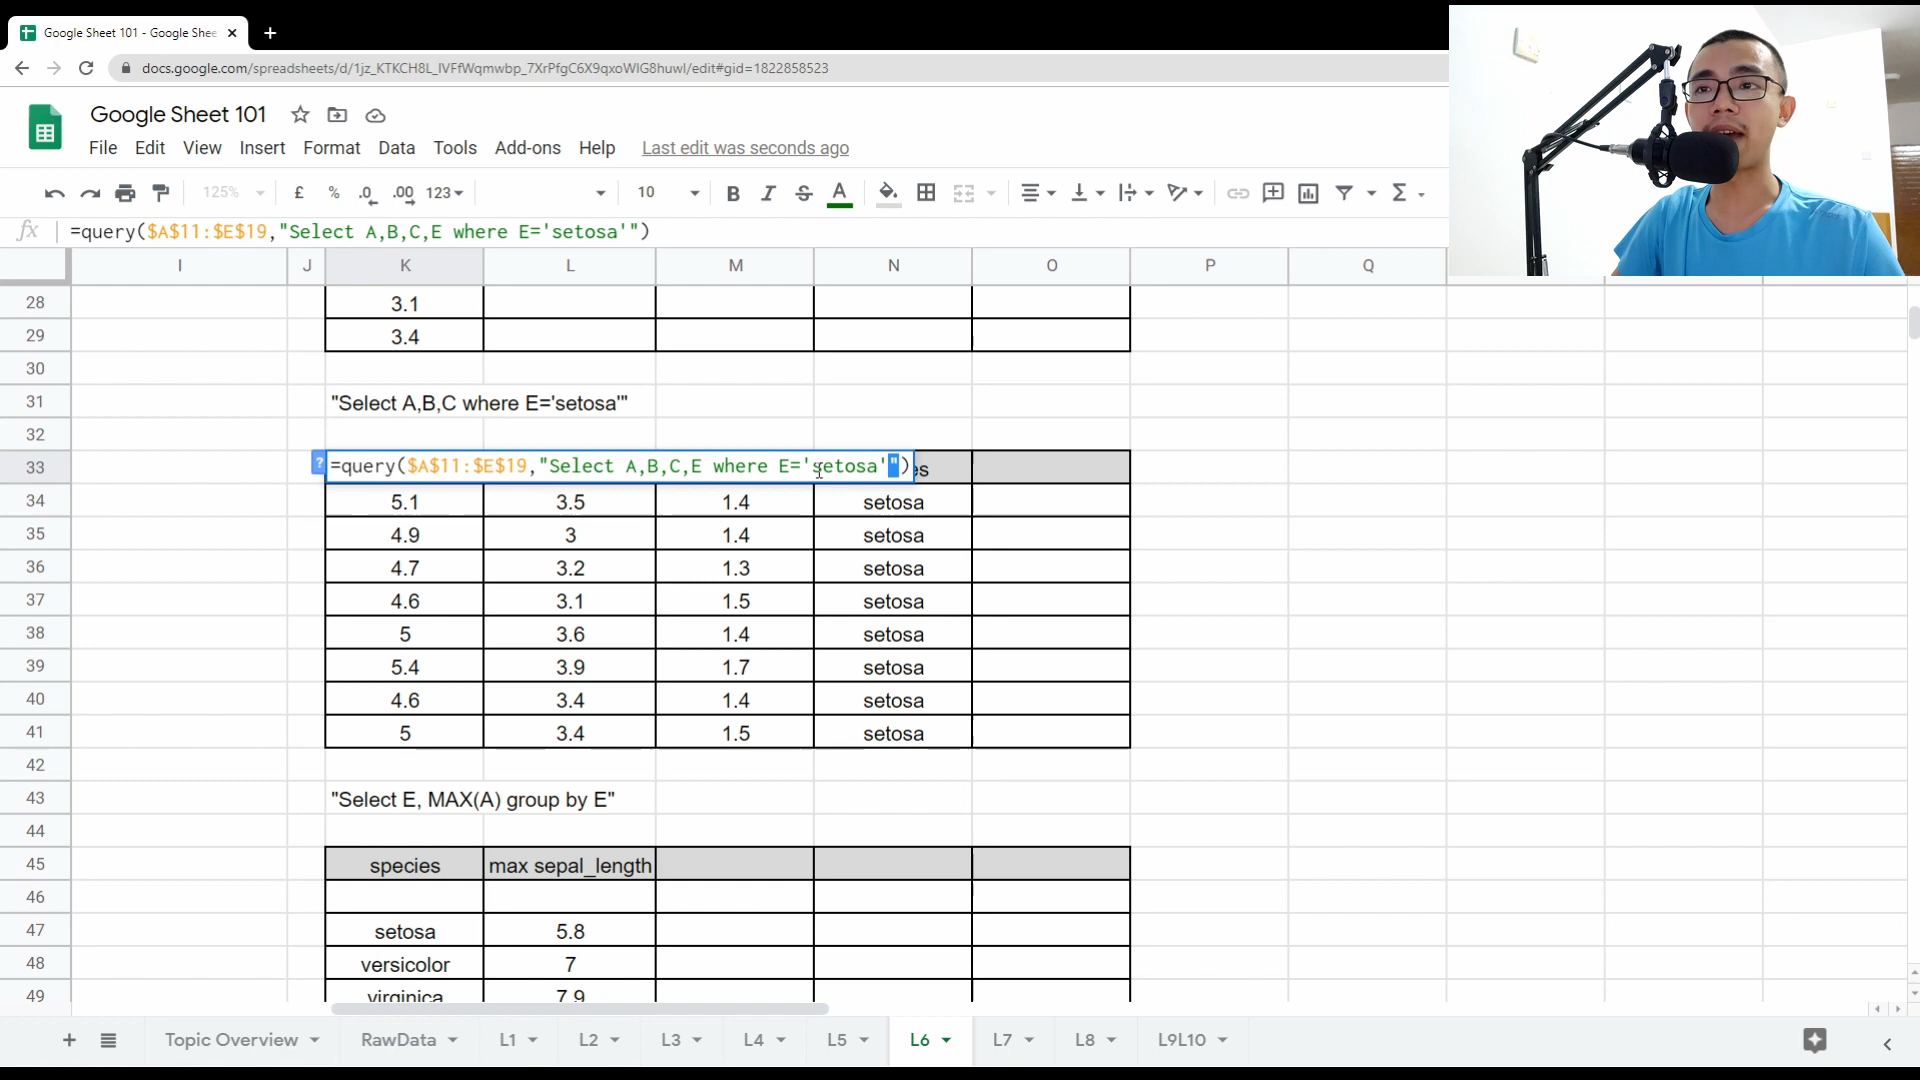 Google Sheet 101 - Google Shee
docs.google.com/spreadsheets/d/1jz_KTKCH8L_lVFfWqmwbp_7XrPfgC6X9qxoWlG8huwI/edit#gid=1822858523
Google Sheet 101
File Edit View Insert Format Data Tools Add-ons Help Last edit was seconds ago
125% £ % .0 .00 123 10 B I S A Σ
fx =query($A$11:$E$19,"Select A,B,C,E where E='setosa'")
I J K L M N O P Q
28 3.1
29 3.4
30
31 "Select A,B,C where E='setosa'"
32
33 ? =query($A$11:$E$19,"Select A,B,C,E where E='setosa'") es
34 5.1 3.5 1.4 setosa
35 4.9 3 1.4 setosa
36 4.7 3.2 1.3 setosa
37 4.6 3.1 1.5 setosa
38 5 3.6 1.4 setosa
39 5.4 3.9 1.7 setosa
40 4.6 3.4 1.4 setosa
41 5 3.4 1.5 setosa
42
43 "Select E, MAX(A) group by E"
44
45 species max sepal_length
46
47 setosa 5.8
48 versicolor 7
49 virginica 7.9
+ Topic Overview RawData L1 L2 L3 L4 L5 L6 L7 L8 L9L10